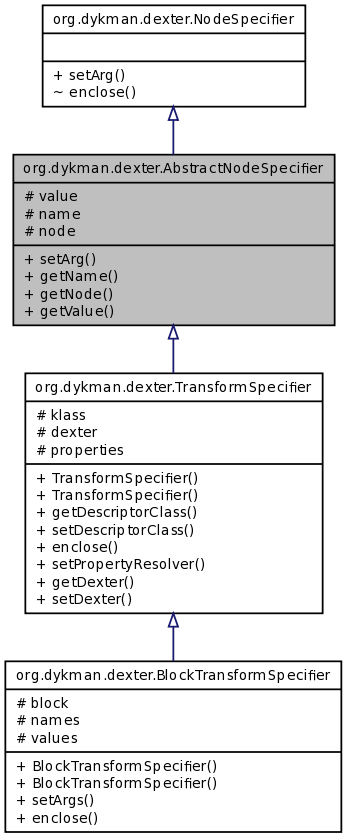 org.dykman.dexter.NodeSpecifier
+ setArg()
~ enclose()
org.dykman.dexter.AbstractNodeSpecifier
# value
# name
# node
+ setArg()
+ getName()
+ getNode()
+ getValue()
org.dykman.dexter.TransformSpecifier
# klass
# dexter
# properties
+ TransformSpecifier()
+ TransformSpecifier()
+ getDescriptorClass()
+ setDescriptorClass()
+ enclose()
+ setPropertyResolver()
+ getDexter()
+ setDexter()
org.dykman.dexter.BlockTransformSpecifier
# block
# names
# values
+ BlockTransformSpecifier()
+ BlockTransformSpecifier()
+ setArgs()
+ enclose()